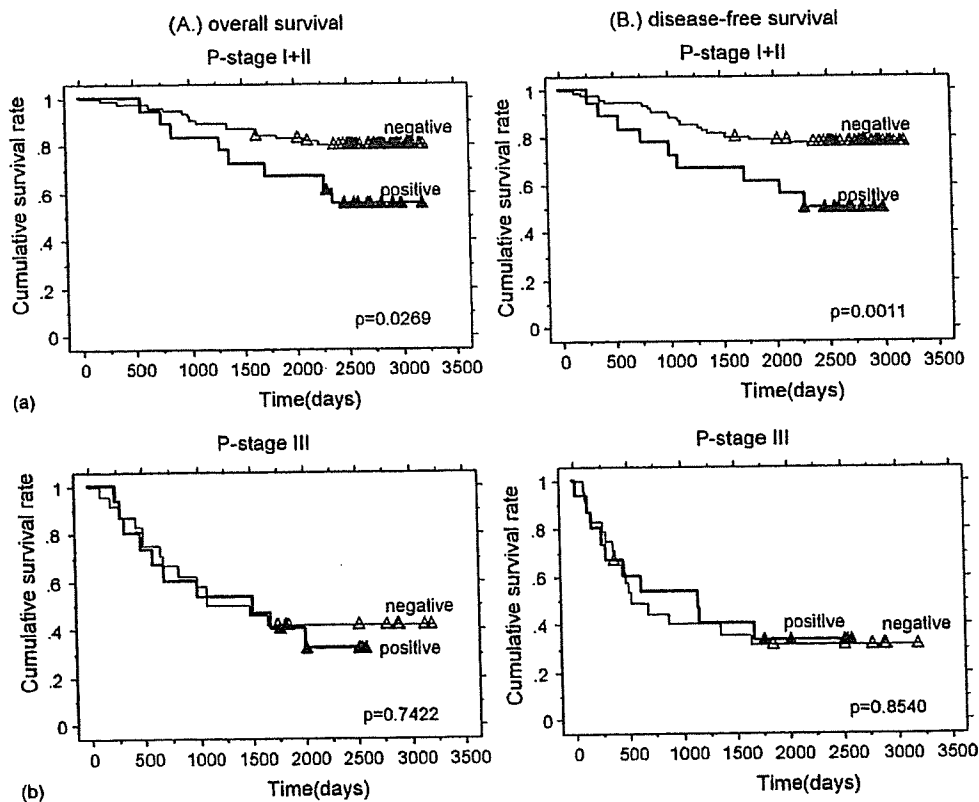 (A.) overall survival
P-stage I+II
Cumulative survival rate
1
.8
.6
.4
.2
0
negative
positive
p=0.0269
0 500 1000 1500 2000 2500 3000 3500
Time(days)
(a)
(B.) disease-free survival
P-stage I+II
Cumulative survival rate
1
.8
.6
.4
.2
0
negative
positive
p=0.0011
0 500 1000 1500 2000 2500 3000 3500
Time(days)
P-stage III
Cumulative survival rate
1
.8
.6
.4
.2
0
negative
positive
p=0.7422
0 500 1000 1500 2000 2500 3000 3500
Time(days)
(b)
P-stage III
Cumulative survival rate
1
.8
.6
.4
.2
0
positive negative
p=0.8540
0 500 1000 1500 2000 2500 3000 3500
Time(days)